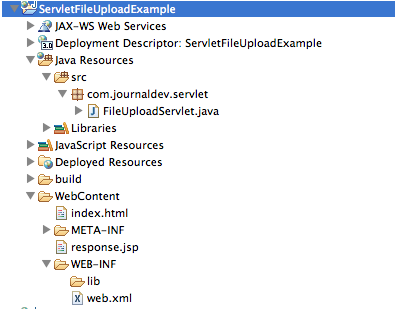 ServletFileUploadExample
JAX-WS Web Services
3.0 Deployment Descriptor: ServletFileUploadExample
Java Resources
src
com.journaldev.servlet
J FileUploadServlet.java
Libraries
JavaScript Resources
Deployed Resources
build
WebContent
index.html
META-INF
response.jsp
WEB-INF
lib
X web.xml